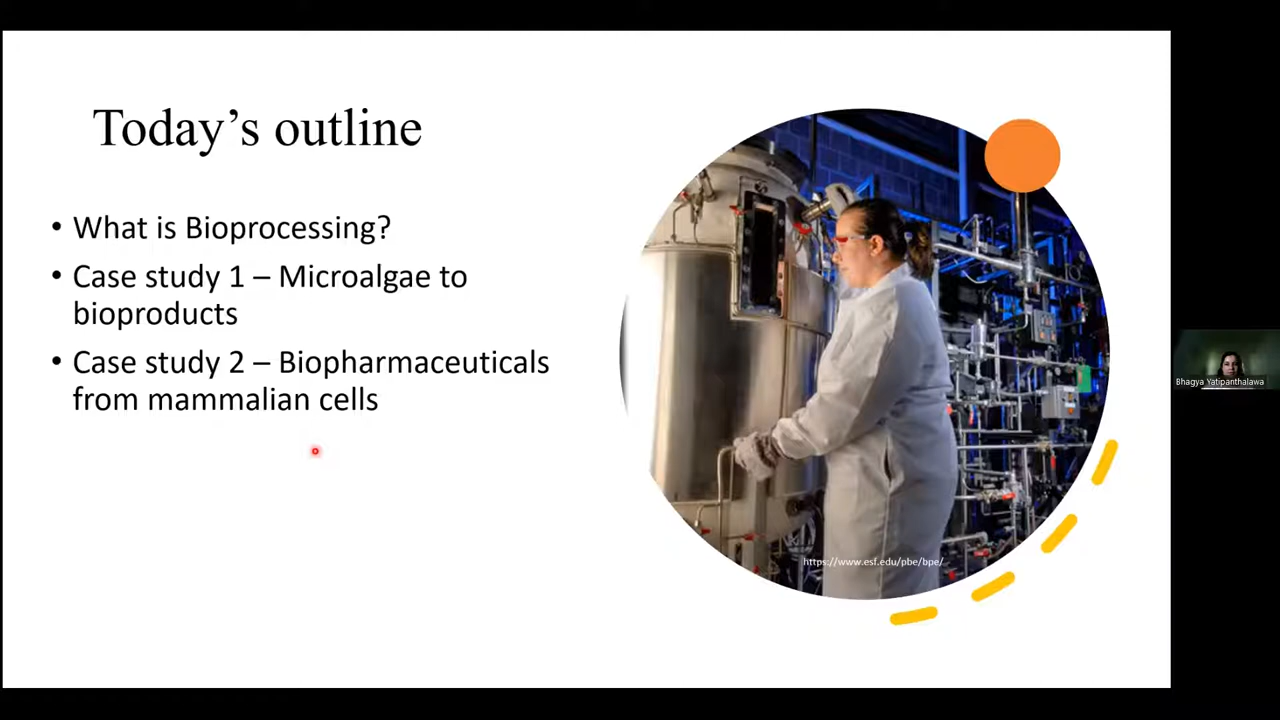 Today's outline
• What is Bioprocessing?
• Case study 1 – Microalgae to
bioproducts
• Case study 2 – Biopharmaceuticals
from mammalian cells
https://www.esf.edu/pbe/bpe/
Bhagya Yatipanthalawa